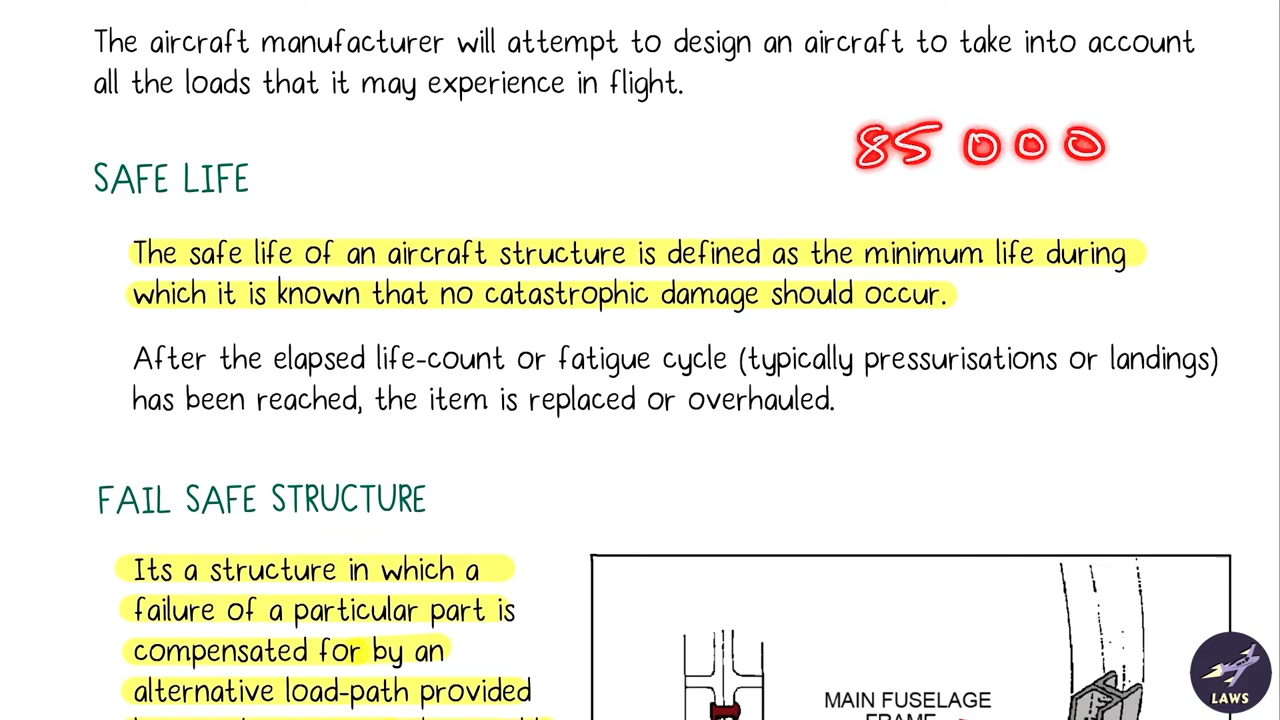 The aircraft manufacturer will attempt to design an aircraft to take into account
all the loads that it may experience in flight.
85 000
SAFE LIFE
The safe life of an aircraft structure is defined as the minimum life during
which it is known that no catastrophic damage should occur.
After the elapsed life-count or fatigue cycle (typically pressurisations or landings)
has been reached, the item is replaced or overhauled.
FAIL SAFE STRUCTURE
Its a structure in which a
failure of a particular part is
compensated for by an
alternative load-path provided
MAIN FUSELAGE
FRAME
LAWS